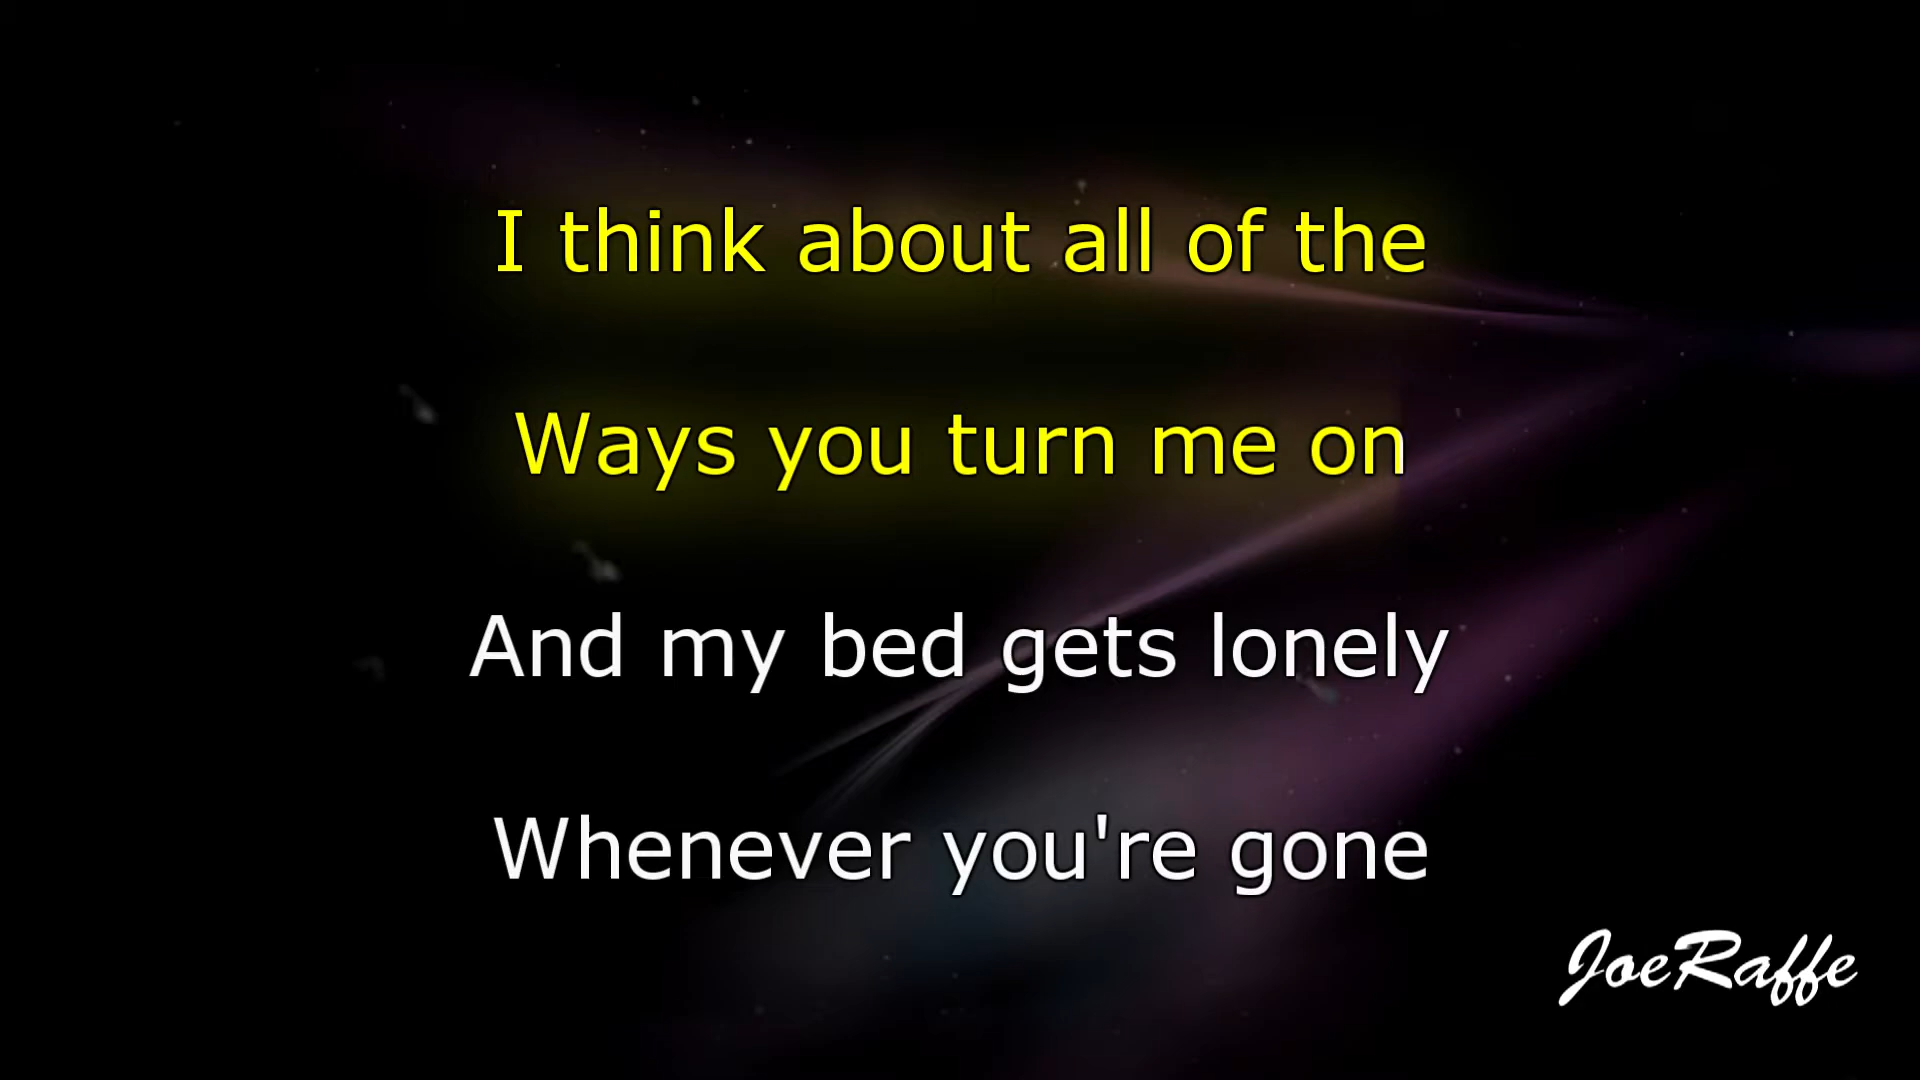 I think about all of the
Ways you turn me on
And my bed gets lonely
Whenever you're gone
JoeRaffe